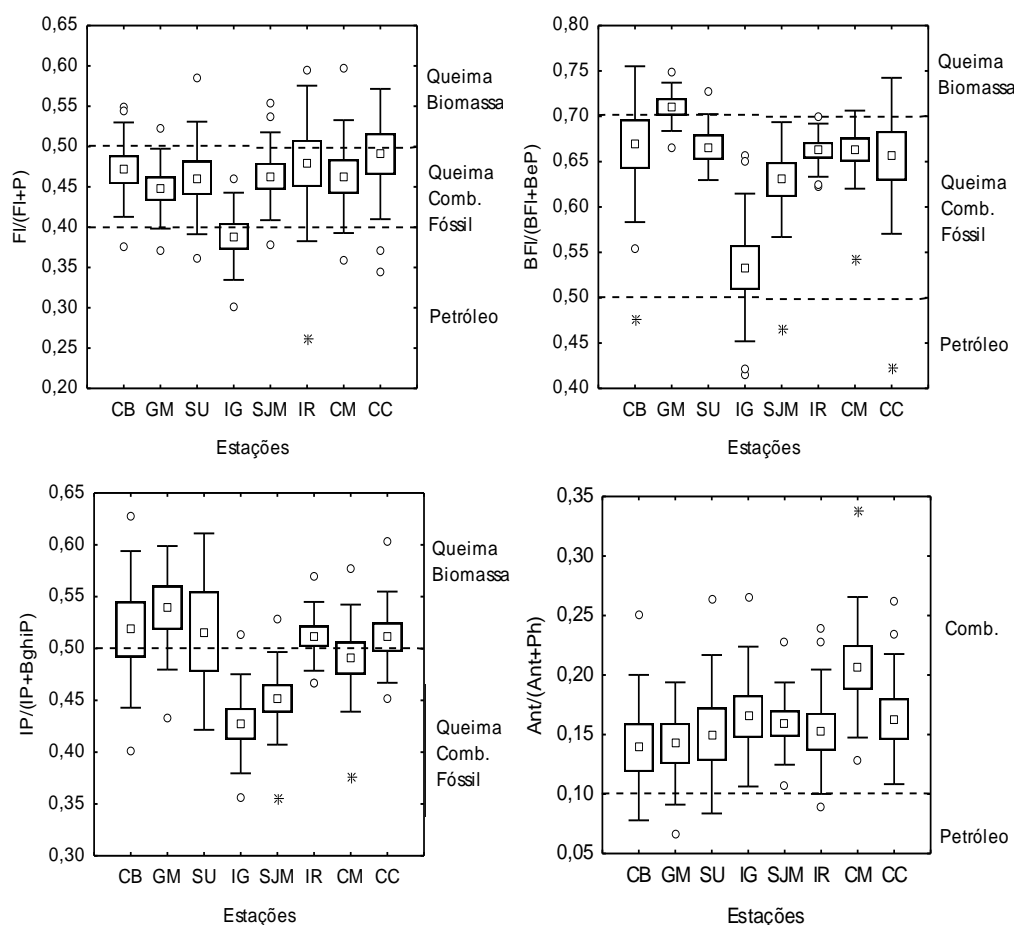 Fl/(Fl+P)
0,65
0,60
0,55
0,50
0,45
0,40
0,35
0,30
0,25
0,20
CB GM SU IG SJM IR CM CC
Estações
Queima
Biomassa
Queima
Comb.
Fóssil
Petróleo
BFl/(BFl+BeP)
0,80
0,75
0,70
0,65
0,60
0,55
0,50
0,45
0,40
CB GM SU IG SJM IR CM CC
Estações
Queima
Biomassa
Queima
Comb.
Fóssil
Petróleo
IP/(IP+BghiP)
0,65
0,60
0,55
0,50
0,45
0,40
0,35
0,30
CB GM SU IG SJM IR CM CC
Estações
Queima
Biomassa
Queima
Comb.
Fóssil
Ant/(Ant+Ph)
0,35
0,30
0,25
0,20
0,15
0,10
0,05
CB GM SU IG SJM IR CM CC
Estações
Comb.
Petróleo